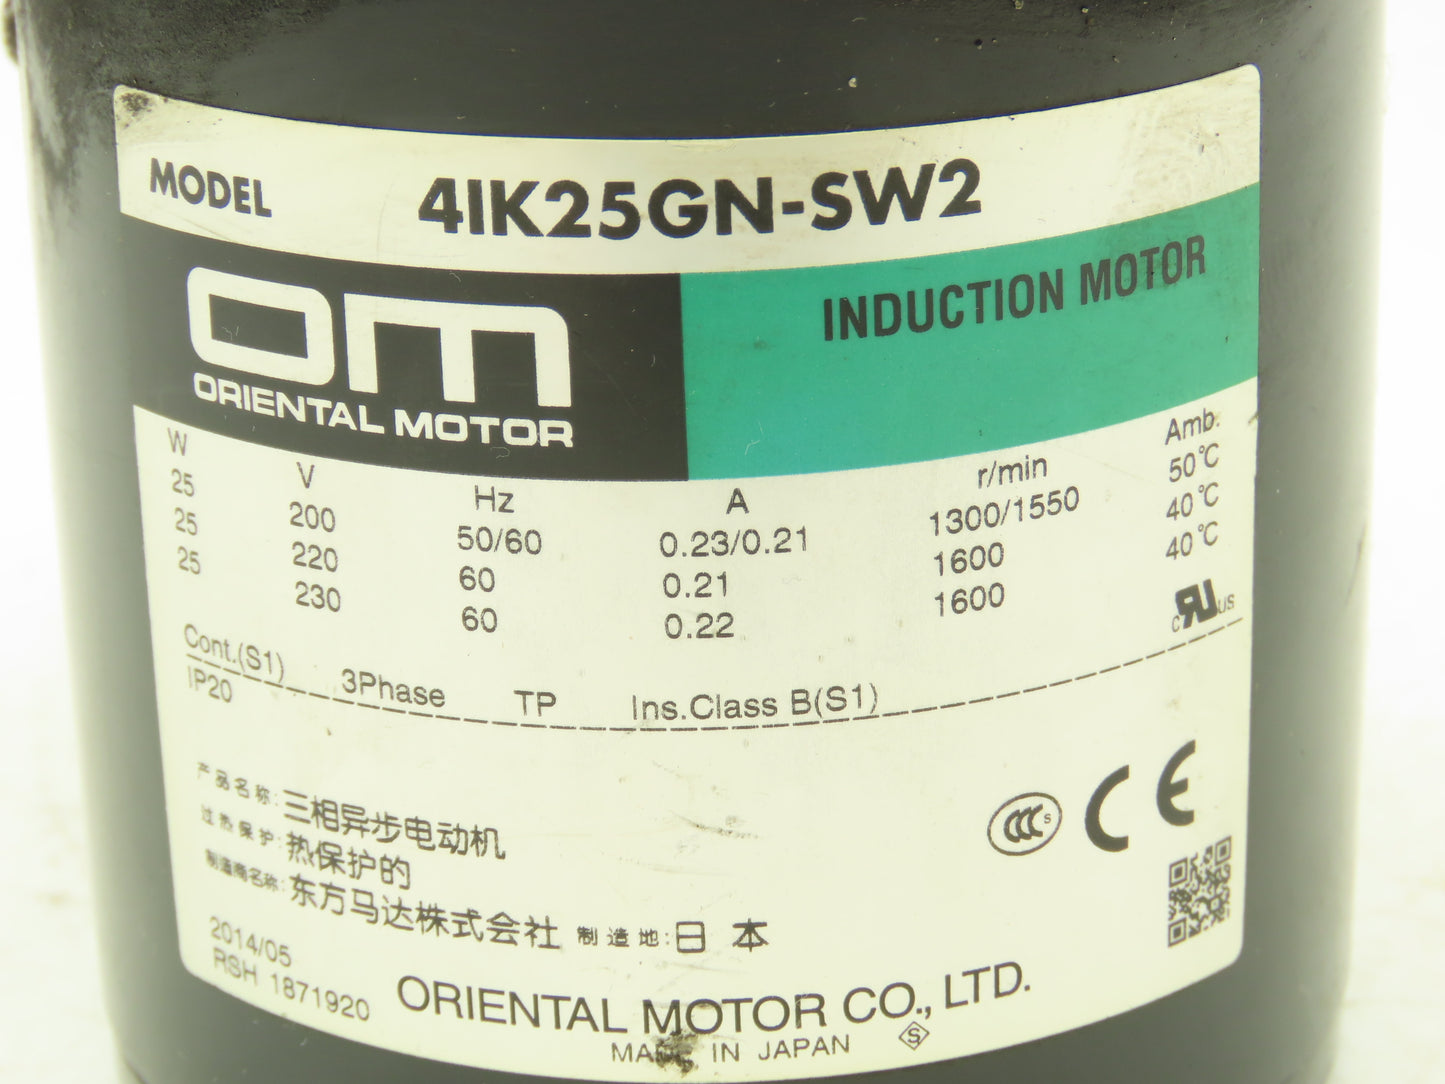 MODEL 4IK25GN-SW2
om
ORIENTAL MOTOR
INDUCTION MOTOR
W V Hz A r/min Amb.
25 200 50/60 0.23/0.21 1300/1550 50℃
25 220 60 0.21 1600 40℃
25 230 60 0.22 1600 40℃
Cont.(S1) 3Phase TP Ins.Class B(S1)
c RU US
IP20
产品名称: 三相异步电动机
过热保护: 热保护的
制造商名称: 东方马达株式会社 制造地: 日本
CCC S CE
2014/05
RSH 1871920
ORIENTAL MOTOR CO., LTD.
MADE IN JAPAN S